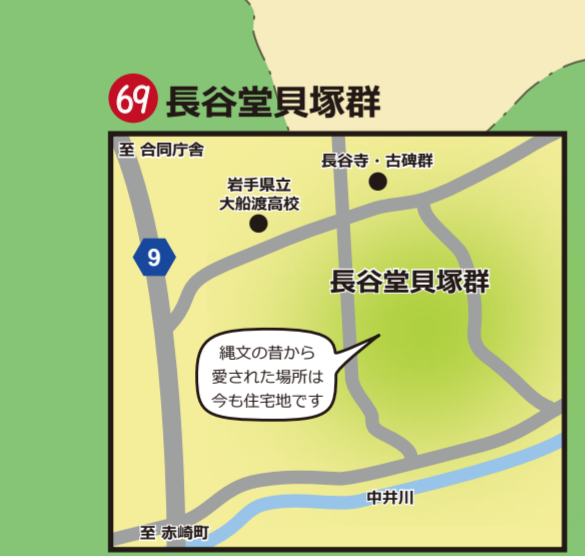 69 長谷堂貝塚群
至 合同庁舎
長谷寺・古碑群
岩手県立
大船渡高校
9
長谷堂貝塚群
縄文の昔から
愛された場所は
今も住宅地です
中井川
至 赤崎町